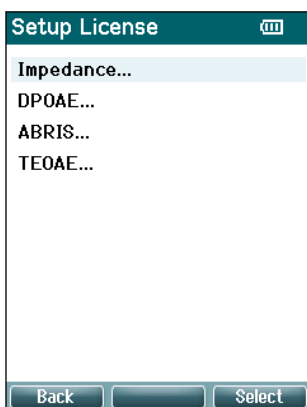 Setup License
Impedance...
DPOAE...
ABRIS...
TEOAE...
Back Select